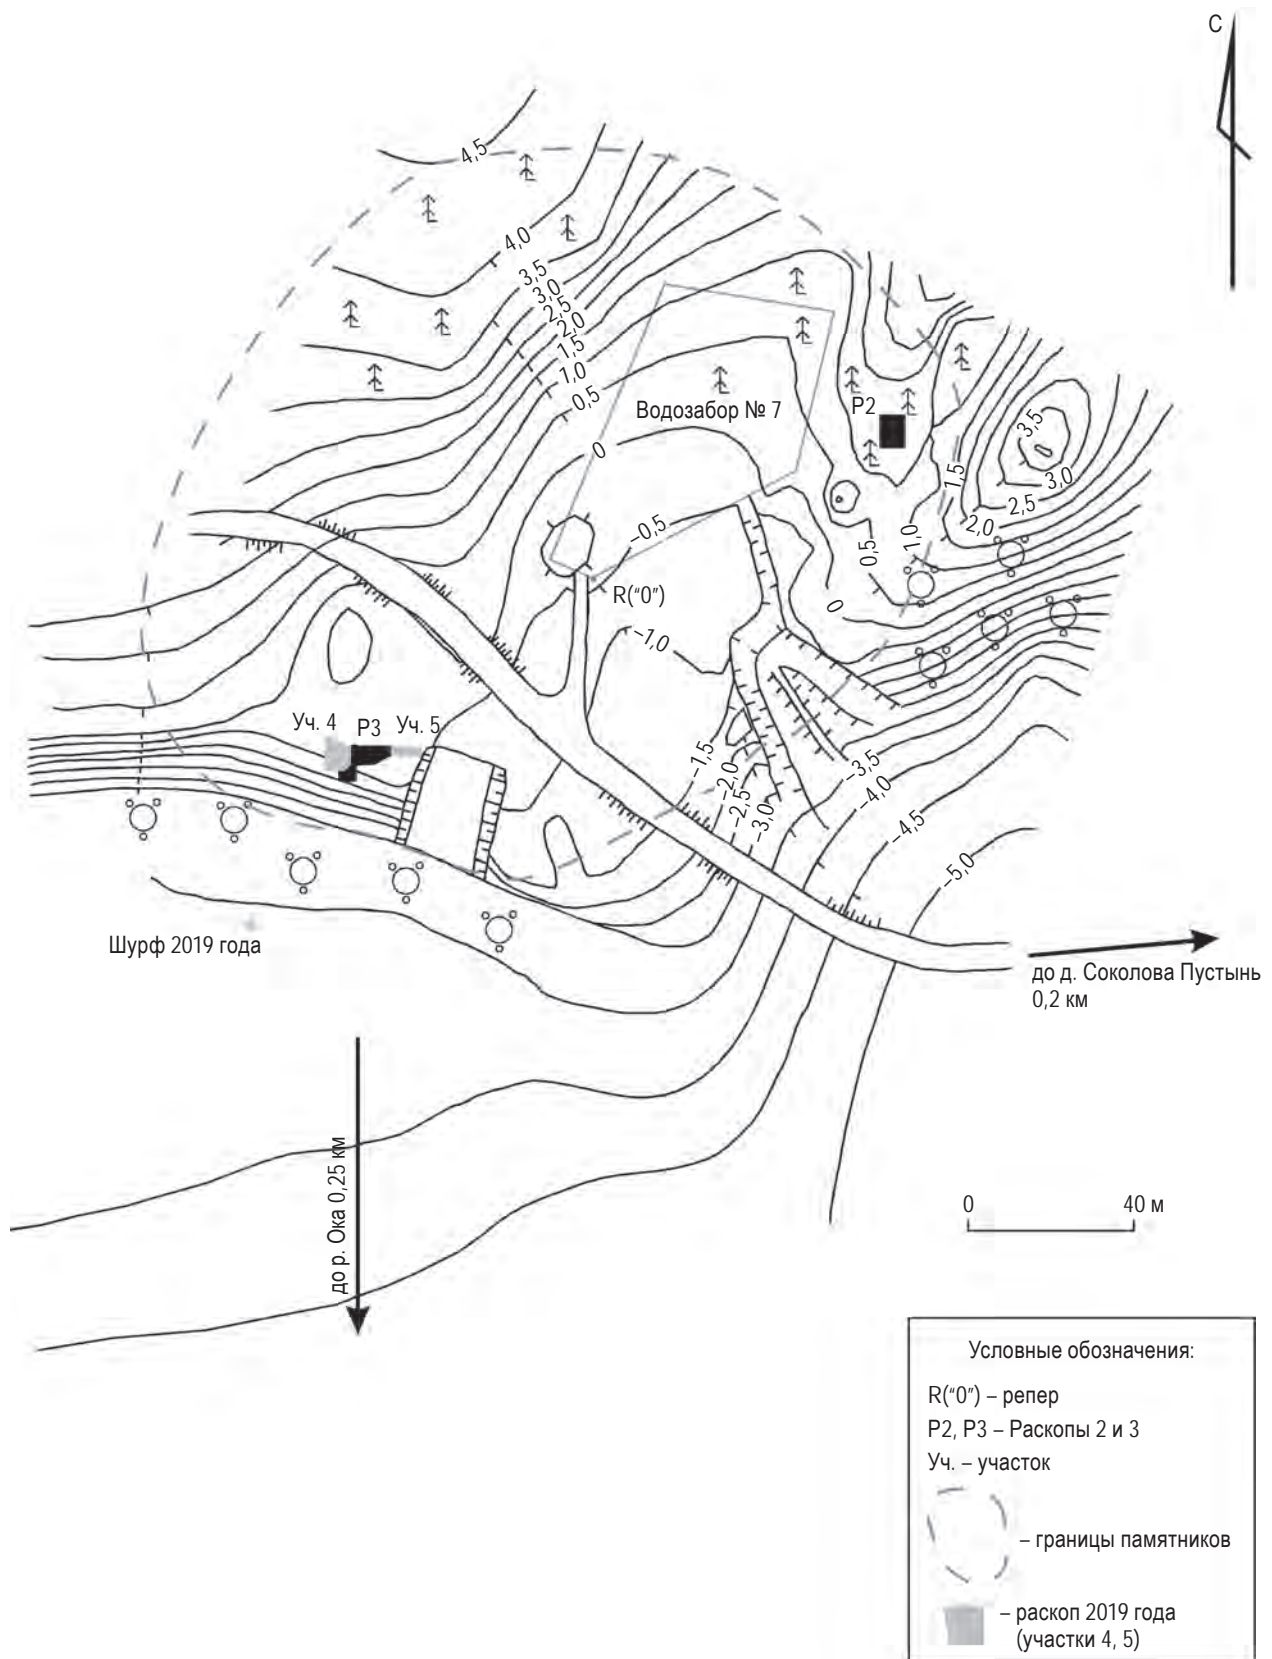 С
4,5
4,0
3,5
3,0
2,5
2,0
1,5
1,0
0,5
Водозабор № 7
Р2
3,5
0
1,5
3,0
2,5
2,0
–0,5
1,0
0,5
R("0")
0
–1,0
Уч. 4
Р3
Уч. 5
–1,5
–2,0
–2,5
–3,0
–3,5
–4,0
–4,5
–5,0
Шурф 2019 года
до д. Соколова Пустынь
0,2 км
до р. Ока 0,25 км
0 40 м
Условные обозначения:
R("0") – репер
Р2, Р3 – Раскопы 2 и 3
Уч. – участок
– границы памятников
– раскоп 2019 года
(участки 4, 5)